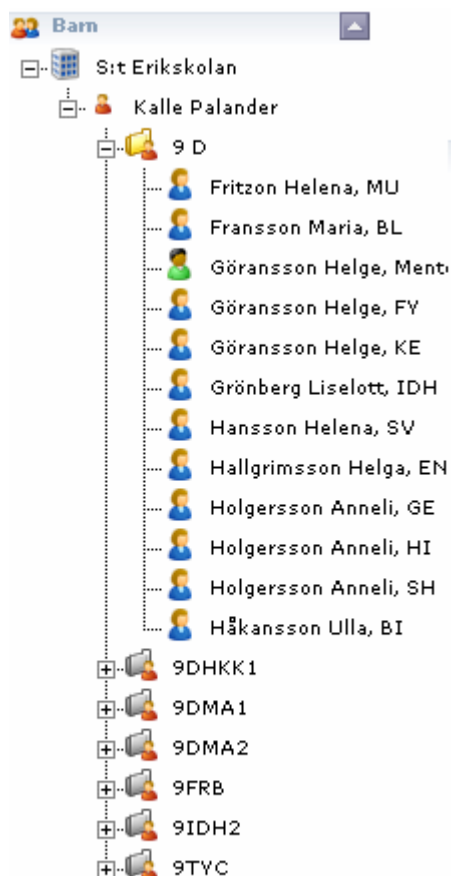 Barn
S:t Erikskolan
Kalle Palander
9 D
Fritzon Helena, MU
Fransson Maria, BL
Göransson Helge, Mento
Göransson Helge, FY
Göransson Helge, KE
Grönberg Liselott, IDH
Hansson Helena, SV
Hallgrimsson Helga, EN
Holgersson Anneli, GE
Holgersson Anneli, HI
Holgersson Anneli, SH
Håkansson Ulla, BI
9DHKK1
9DMA1
9DMA2
9FRB
9IDH2
9TYC